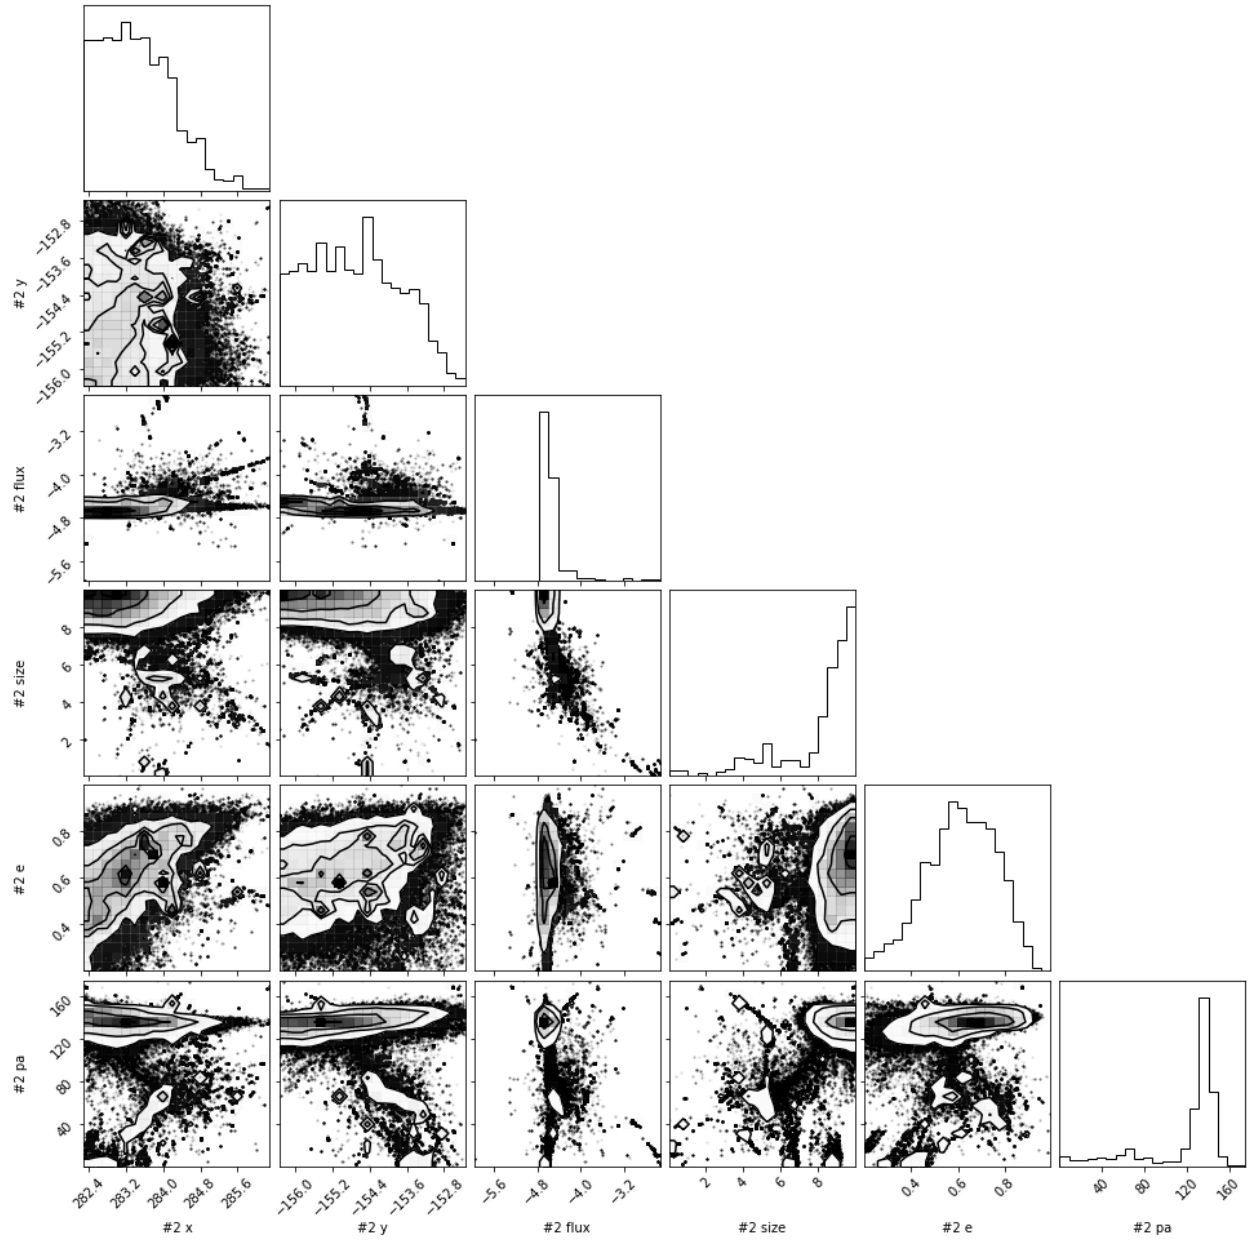 #2 y
−152.8
−153.6
−154.4
−155.2
−156.0
#2 flux
−3.2
−4.0
−4.8
−5.6
#2 size
8
6
4
2
#2 e
0.8
0.6
0.4
#2 pa
160
120
80
40
282.4 283.2 284.0 284.8 285.6
−156.0 −155.2 −154.4 −153.6 −152.8
−5.6 −4.8 −4.0 −3.2
2 4 6 8
0.4 0.6 0.8
40 80 120 160
#2 x #2 y #2 flux #2 size #2 e #2 pa